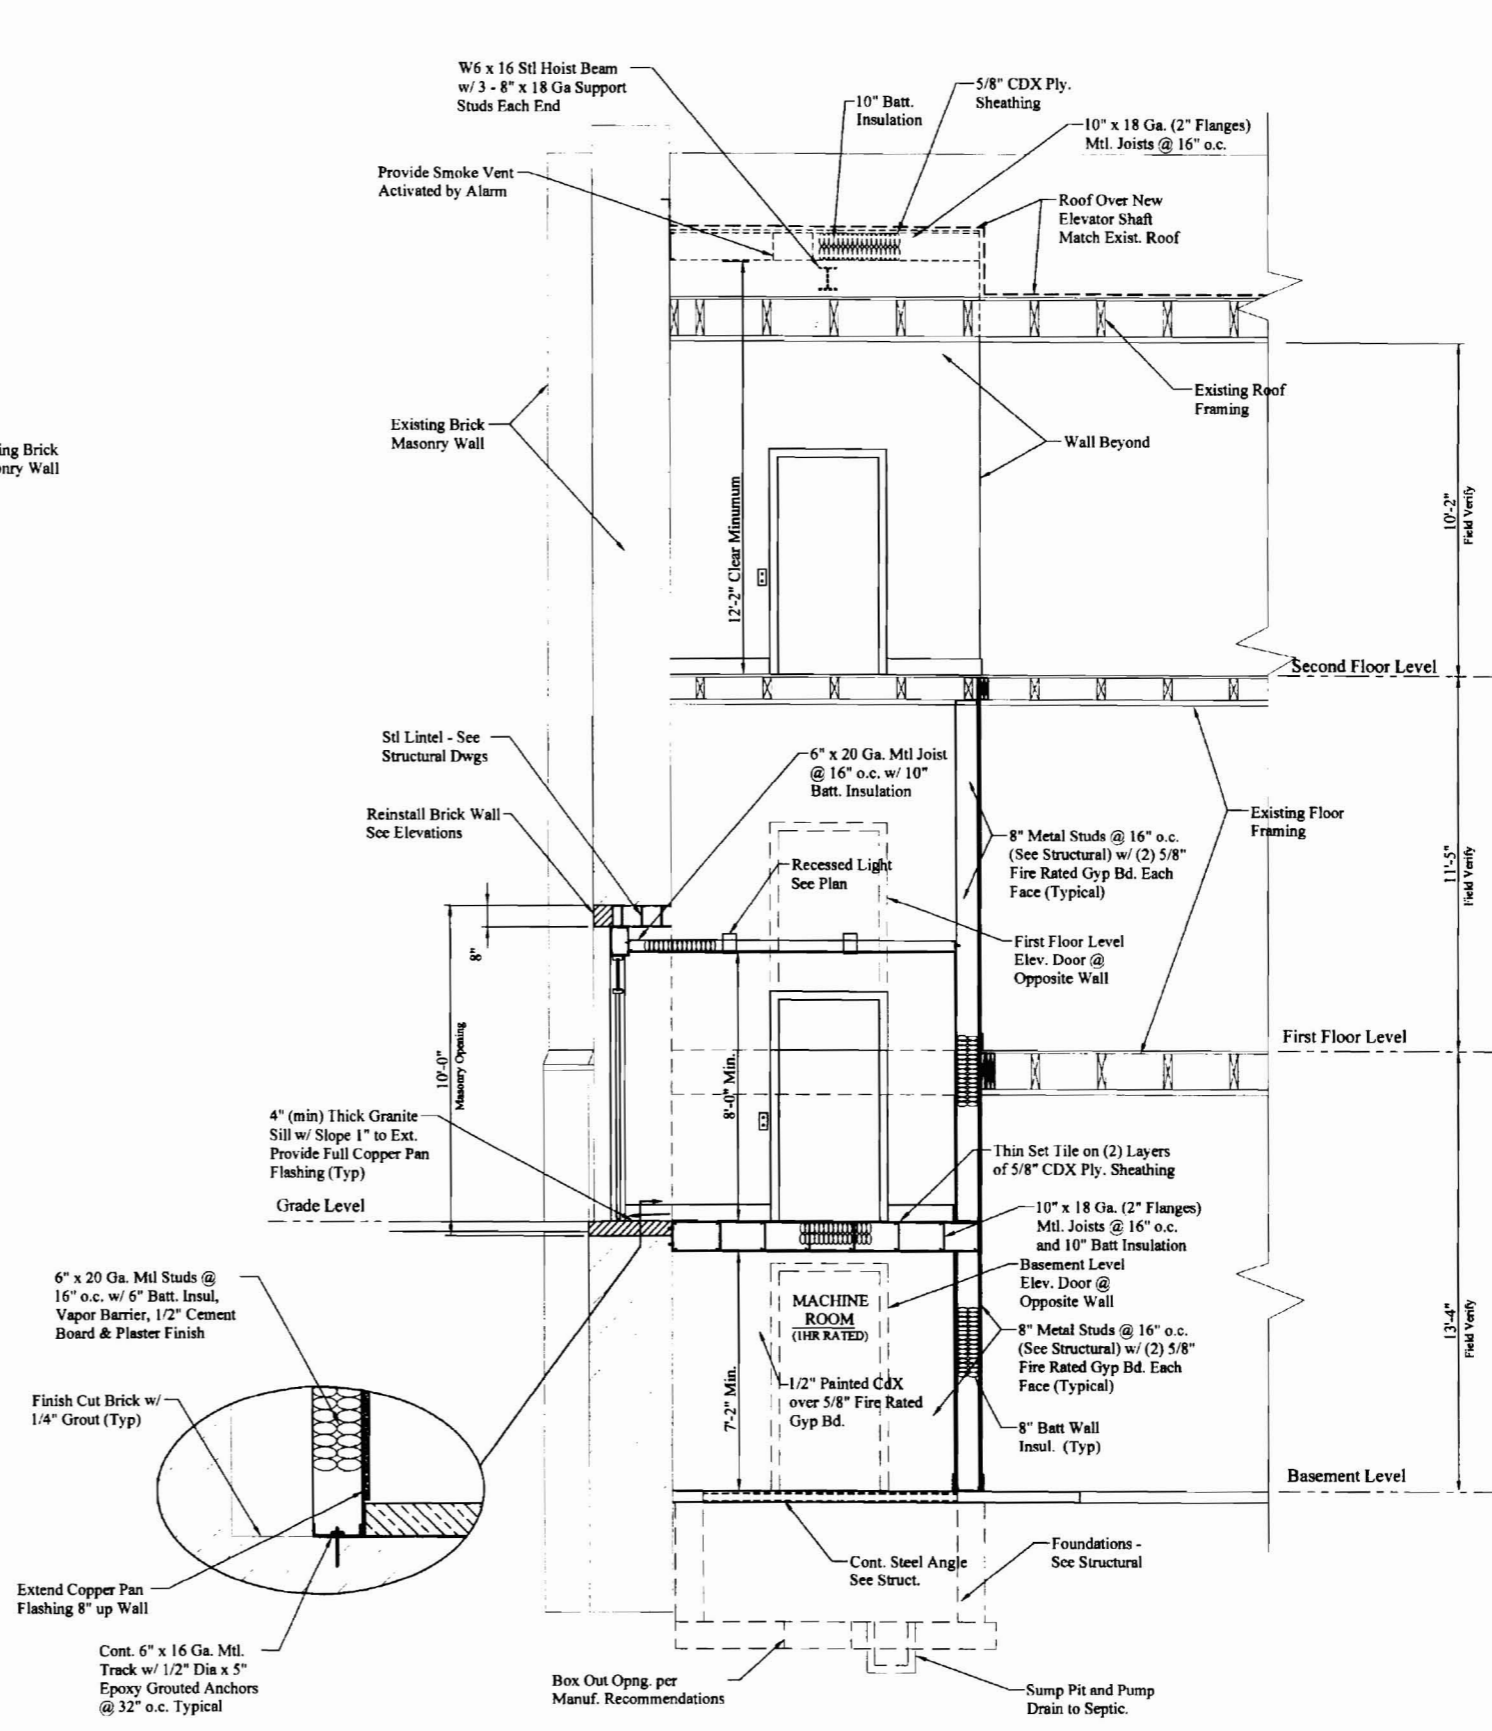 W6 x 16 Stl Hoist Beam
w/ 3 - 8" x 18 Ga Support
Studs Each End
10" Batt.
Insulation
5/8" CDX Ply.
Sheathing
10" x 18 Ga. (2" Flanges)
Mtl. Joists @ 16" o.c.
Provide Smoke Vent
Activated by Alarm
Roof Over New
Elevator Shaft
Match Exist. Roof
Existing Roof
Framing
Existing Brick
Masonry Wall
Wall Beyond
ing Brick
nry Wall
12'-2" Clear Minumum
10'-2"
Field Verify
Second Floor Level
Stl Lintel - See
Structural Dwgs
6" x 20 Ga. Mtl Joist
@ 16" o.c. w/ 10"
Batt. Insulation
Reinstall Brick Wall
See Elevations
Existing Floor
Framing
8" Metal Studs @ 16" o.c.
(See Structural) w/ (2) 5/8"
Fire Rated Gyp Bd. Each
Face (Typical)
Recessed Light
See Plan
11'-5"
Field Verify
8"
First Floor Level
Elev. Door @
Opposite Wall
First Floor Level
10'-0"
Masonry Opening
8'-0" Min.
4" (min) Thick Granite
Sill w/ Slope 1" to Ext.
Provide Full Copper Pan
Flashing (Typ)
Thin Set Tile on (2) Layers
of 5/8" CDX Ply. Sheathing
Grade Level
10" x 18 Ga. (2" Flanges)
Mtl. Joists @ 16" o.c.
and 10" Batt Insulation
Basement Level
Elev. Door @
Opposite Wall
6" x 20 Ga. Mtl Studs @
16" o.c. w/ 6" Batt. Insul,
Vapor Barrier, 1/2" Cement
Board & Plaster Finish
MACHINE
ROOM
(1HR RATED)
8" Metal Studs @ 16" o.c.
(See Structural) w/ (2) 5/8"
Fire Rated Gyp Bd. Each
Face (Typical)
13'-4"
Field Verify
Finish Cut Brick w/
1/4" Grout (Typ)
7'-2" Min.
1/2" Painted CdX
over 5/8" Fire Rated
Gyp Bd.
8" Batt Wall
Insul. (Typ)
Basement Level
Cont. Steel Angle
See Struct.
Foundations -
See Structural
Extend Copper Pan
Flashing 8" up Wall
Cont. 6" x 16 Ga. Mtl.
Track w/ 1/2" Dia x 5"
Epoxy Grouted Anchors
@ 32" o.c. Typical
Box Out Opng. per
Manuf. Recommendations
Sump Pit and Pump
Drain to Septic.